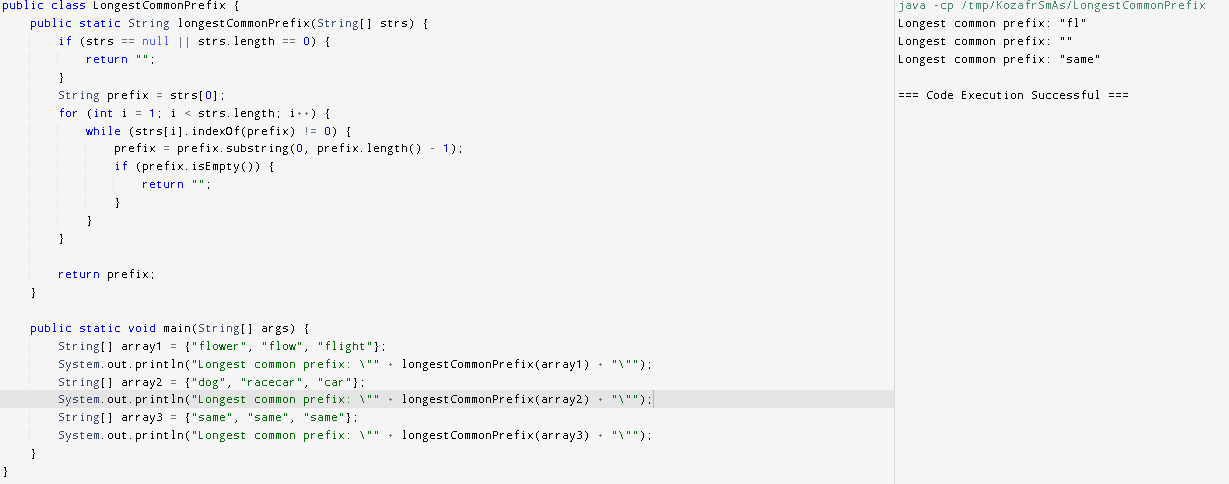 public class LongestCommonPrefix {
    public static String longestCommonPrefix(String[] strs) {
        if (strs == null || strs.length == 0) {
            return "";
        }
        String prefix = strs[0];
        for (int i = 1; i < strs.length; i++) {
            while (strs[i].indexOf(prefix) != 0) {
                prefix = prefix.substring(0, prefix.length() - 1);
                if (prefix.isEmpty()) {
                    return "";
                }
            }
        }

        return prefix;
    }

    public static void main(String[] args) {
        String[] array1 = {"flower", "flow", "flight"};
        System.out.println("Longest common prefix: \"" + longestCommonPrefix(array1) + "\"");
        String[] array2 = {"dog", "racecar", "car"};
        System.out.println("Longest common prefix: \"" + longestCommonPrefix(array2) + "\"");
        String[] array3 = {"same", "same", "same"};
        System.out.println("Longest common prefix: \"" + longestCommonPrefix(array3) + "\"");
    }
}
java -cp /tmp/KozafrSmAs/LongestCommonPrefix
Longest common prefix: "fl"
Longest common prefix: ""
Longest common prefix: "same"

=== Code Execution Successful ===